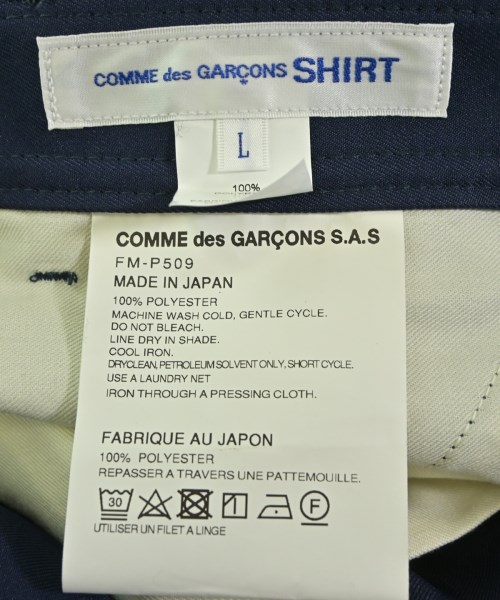 COMME des GARÇONS SHIRT
L
100%
COMME des GARÇONS S.A.S
FM-P509
MADE IN JAPAN
100% POLYESTER
MACHINE WASH COLD, GENTLE CYCLE.
DO NOT BLEACH.
LINE DRY IN SHADE.
COOL IRON.
DRYCLEAN, PETROLEUM SOLVENT ONLY, SHORT CYCLE.
USE A LAUNDRY NET
IRON THROUGH A PRESSING CLOTH.
FABRIQUE AU JAPON
100% POLYESTER
REPASSER A TRAVERS UNE PATTEMOUILLE.
30 F
UTILISER UN FILET A LINGE